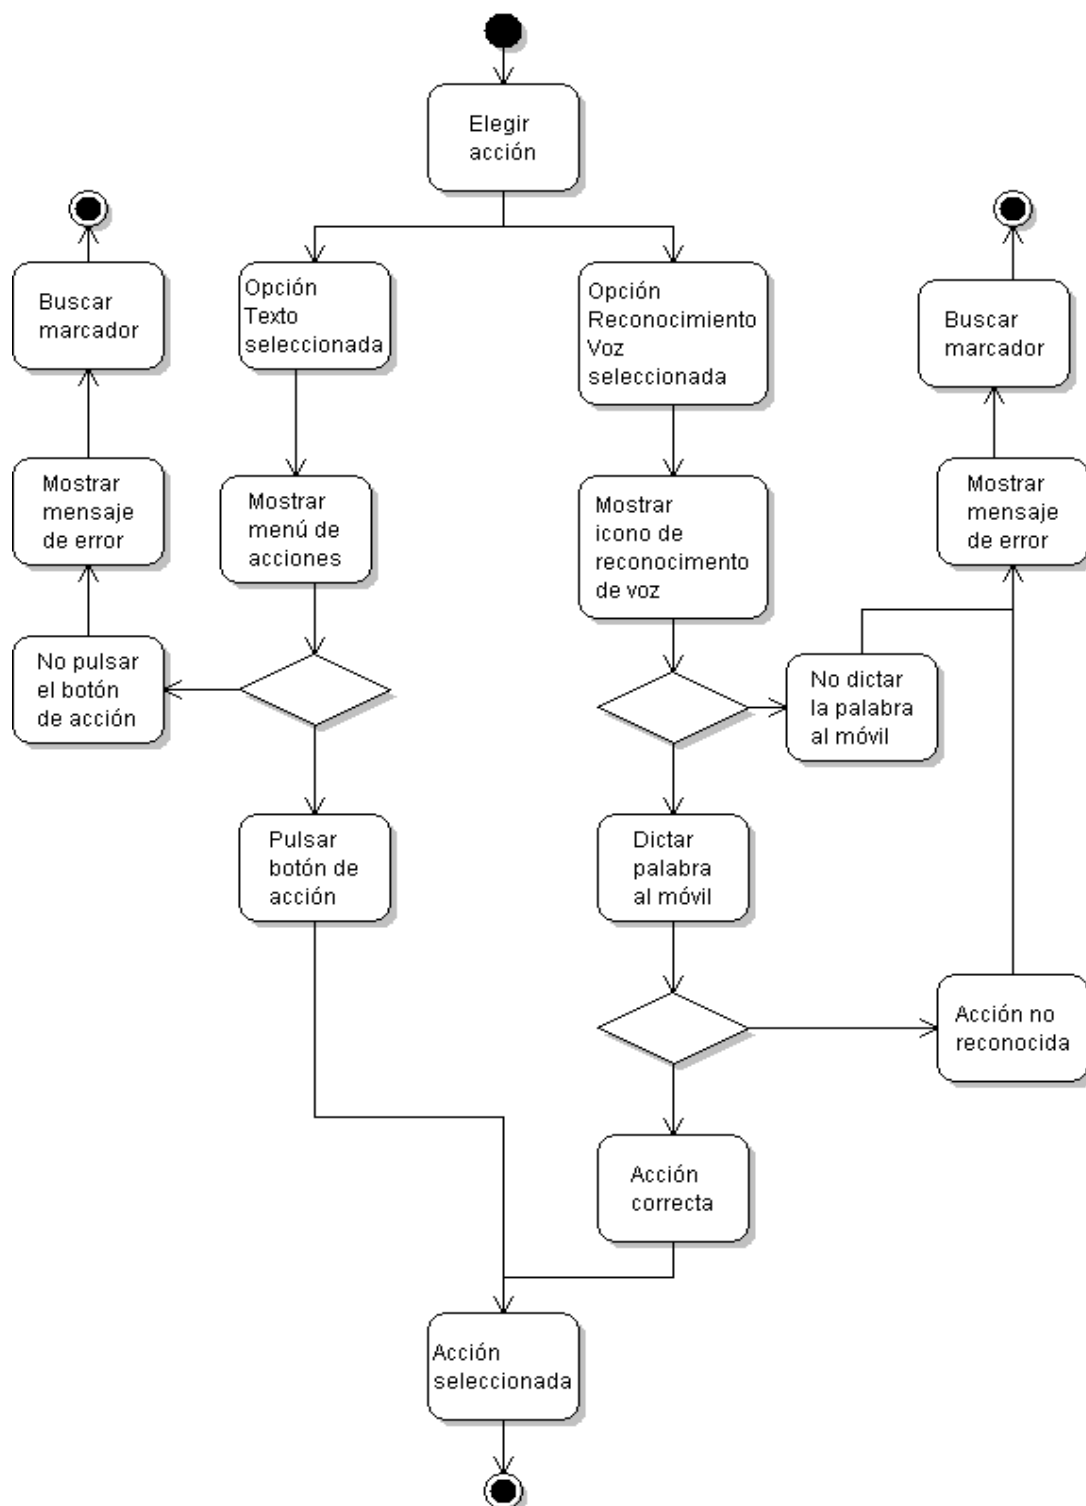 Elegir
acción
Opción
Texto
seleccionada
Opción
Reconocimiento
Voz
seleccionada
Buscar
marcador
Buscar
marcador
Mostrar
mensaje
de error
Mostrar
menú de
acciones
Mostrar
icono de
reconocimento
de voz
Mostrar
mensaje
de error
No pulsar
el botón
de acción
No dictar
la palabra
al móvil
Pulsar
botón de
acción
Dictar
palabra
al móvil
Acción no
reconocida
Acción
correcta
Acción
seleccionada